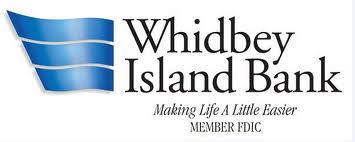 Whidbey
Island Bank
Making Life A Little Easier
MEMBER FDIC